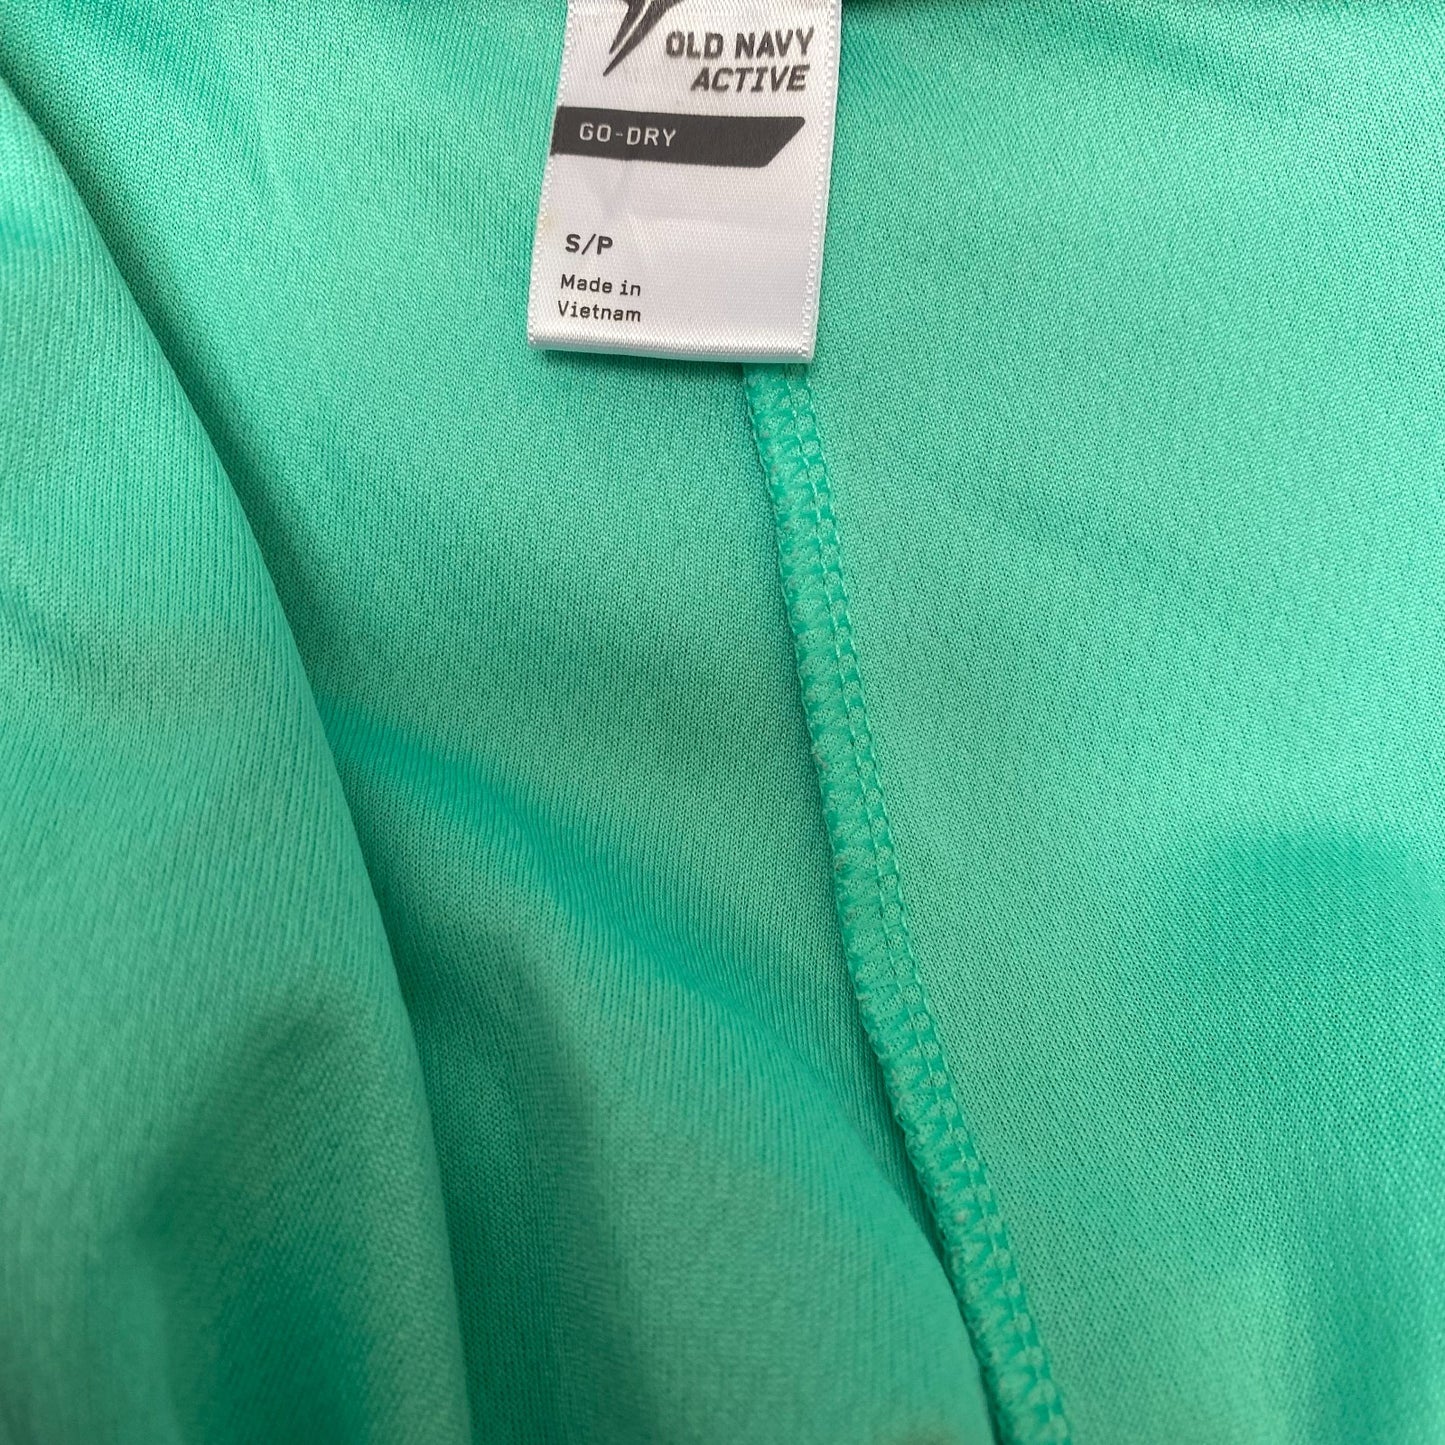 OLD NAVY
ACTIVE
GO-DRY
S/P
Made in
Vietnam